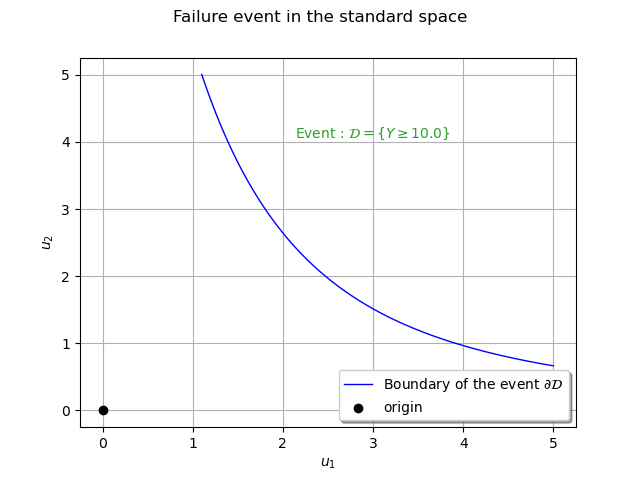 Failure event in the standard space
5
4
3
2
1
0
u₂
Event : 𝒟 = {Y ≥ 10.0}
Boundary of the event ∂𝒟
origin
0 1 2 3 4 5
u₁